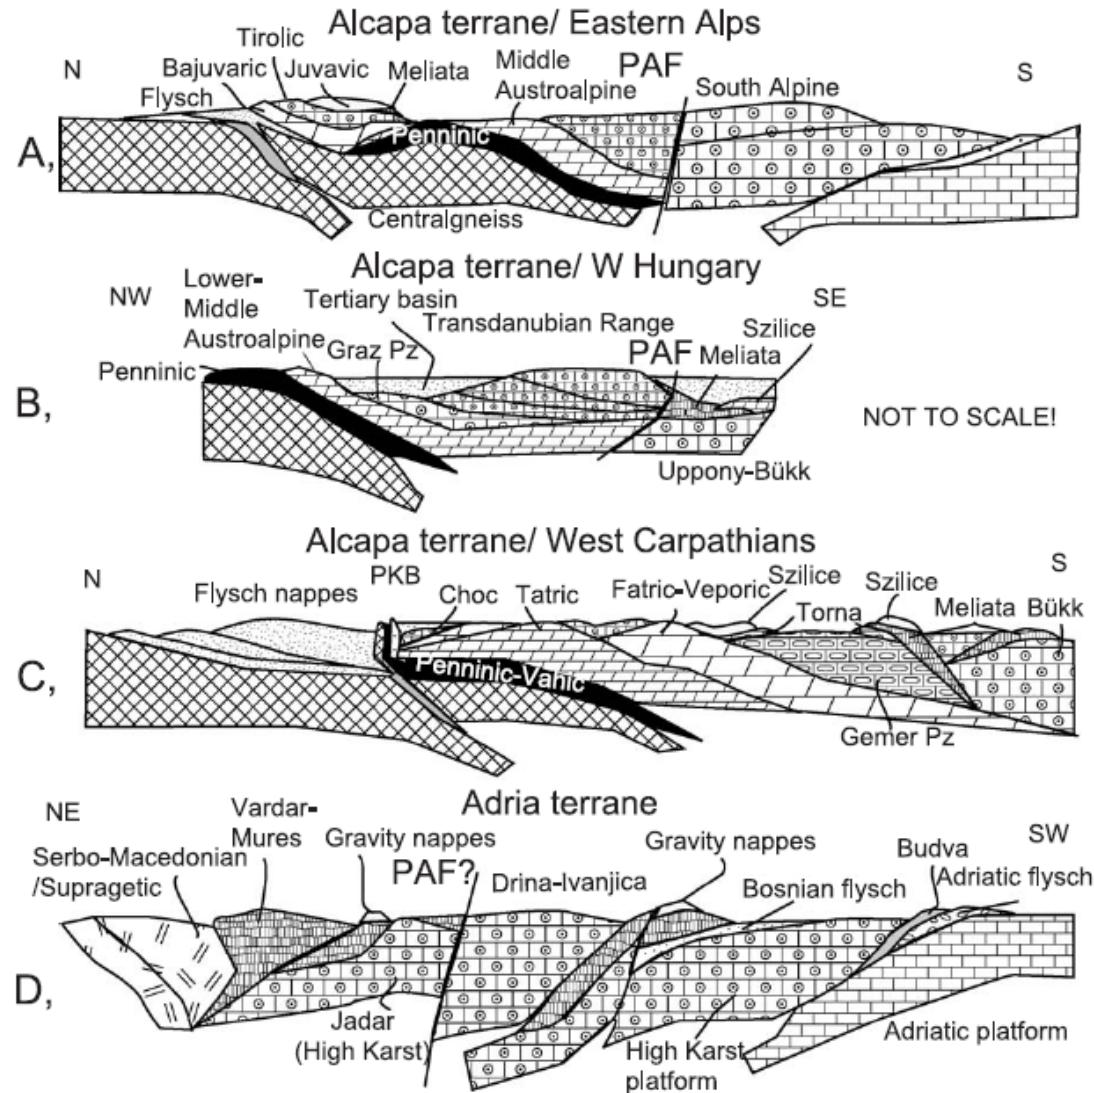 Alcapa terrane/ Eastern Alps
N
Tirolic
Bajuvaric
Juvavic
Meliata
Middle
Austroalpine
PAF
S
Flysch
South Alpine
Penninic
A,
Centralgneiss
Alcapa terrane/ W Hungary
NW
Lower-
Middle
Austroalpine
Tertiary basin
Transdanubian Range
SE
Szilice
Graz Pz
PAF
Meliata
Penninic
B,
NOT TO SCALE!
Uppony-Bükk
Alcapa terrane/ West Carpathians
N
PKB
Flysch nappes
Choc
Tatric
Fatric-Veporic
Szilice
Szilice
S
Torna
Meliata
Bükk
Penninic-Vahic
C,
Gemer Pz
Adria terrane
NE
Vardar-
Mures
Gravity nappes
Gravity nappes
SW
Serbo-Macedonian
/Supragetic
PAF?
Drina-Ivanjica
Bosnian flysch
Budva
Adriatic flysch
D,
Jadar
(High Karst)
High Karst
platform
Adriatic platform